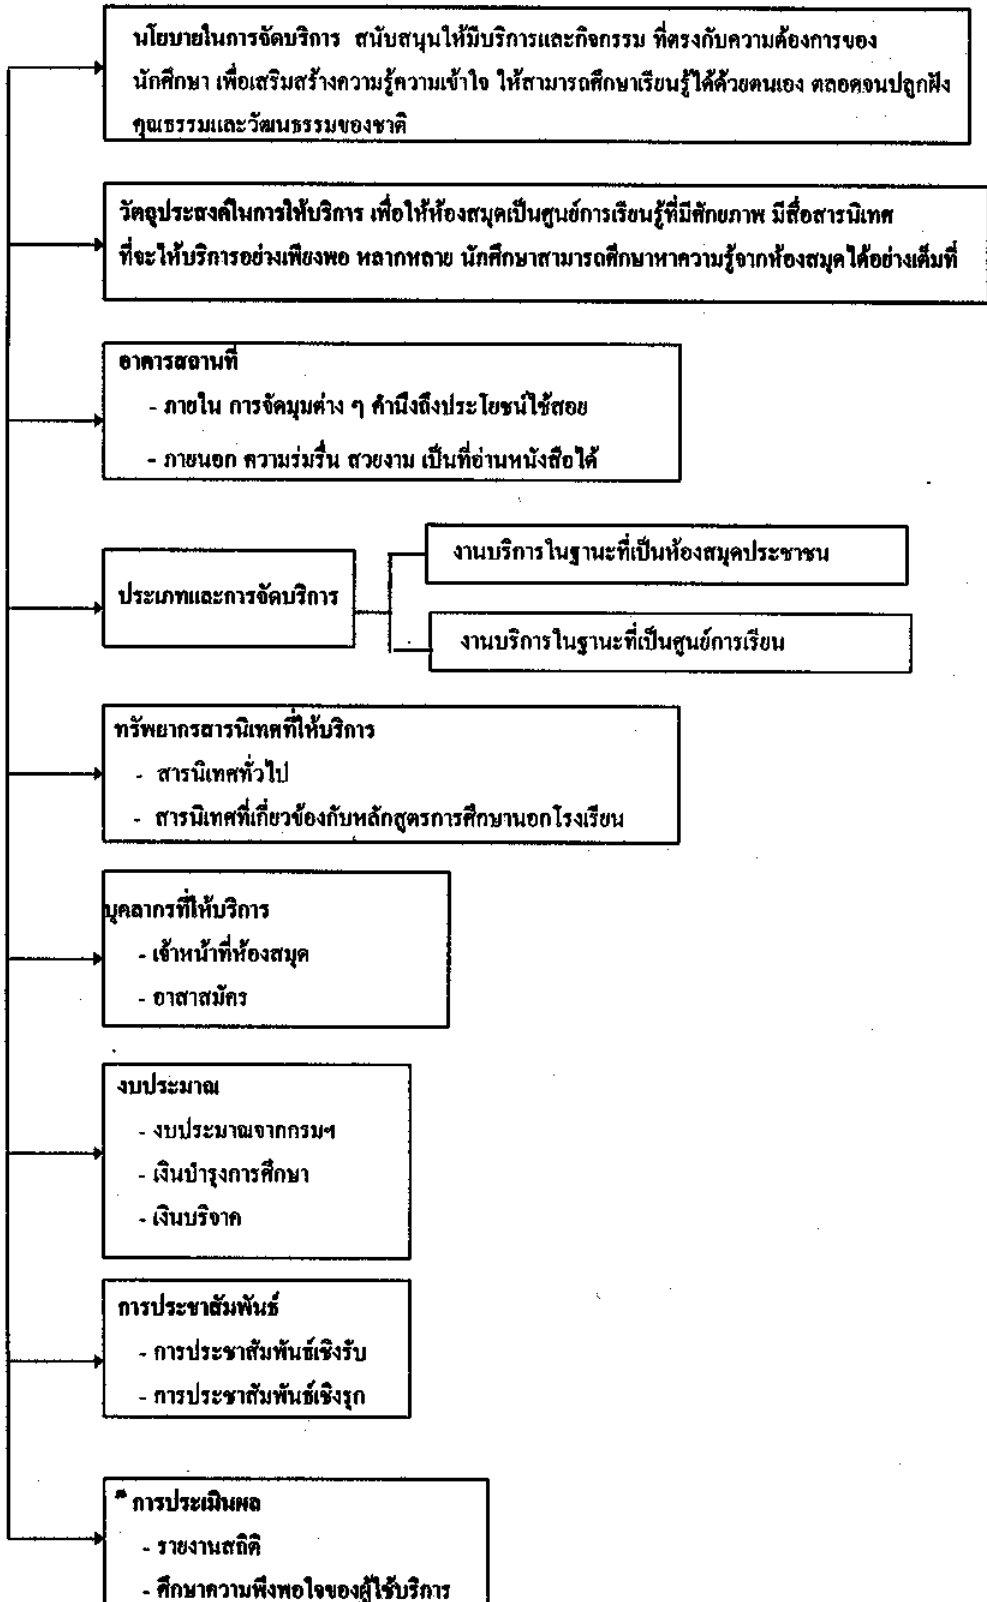 นโยบายในการจัดบริการ สนับสนุนให้มีบริการและกิจกรรม ที่ตรงกับความต้องการของ
นักศึกษา เพื่อเสริมสร้างความรู้ความเข้าใจ ให้สามารถศึกษาเรียนรู้ได้ด้วยตนเอง ตลอดจนปลูกฝัง
คุณธรรมและวัฒนธรรมของชาติ
วัตถุประสงค์ในการให้บริการ เพื่อให้ห้องสมุดเป็นศูนย์การเรียนรู้ที่มีศักยภาพ มีสื่อสารนิเทศ
ที่จะให้บริการอย่างเพียงพอ หลากหลาย นักศึกษาสามารถศึกษาหาความรู้จากห้องสมุดได้อย่างเต็มที่
อาคารสถานที่
- ภายใน การจัดมุมต่าง ๆ คำนึงถึงประโยชน์ใช้สอย
- ภายนอก ความร่มรื่น สวยงาม เป็นที่อ่านหนังสือได้
ประเภทและการจัดบริการ
งานบริการในฐานะที่เป็นห้องสมุดประชาชน
งานบริการในฐานะที่เป็นศูนย์การเรียน
ทรัพยากรสารนิเทศที่ให้บริการ
- สารนิเทศทั่วไป
- สารนิเทศที่เกี่ยวข้องกับหลักสูตรการศึกษานอกโรงเรียน
บุคลากรที่ให้บริการ
- เจ้าหน้าที่ห้องสมุด
- อาสาสมัคร
งบประมาณ
- งบประมาณจากกรมฯ
- เงินบำรุงการศึกษา
- เงินบริจาค
การประชาสัมพันธ์
- การประชาสัมพันธ์เชิงรับ
- การประชาสัมพันธ์เชิงรุก
การประเมินผล
- รายงานสถิติ
- ศึกษาความพึงพอใจของผู้ใช้บริการ